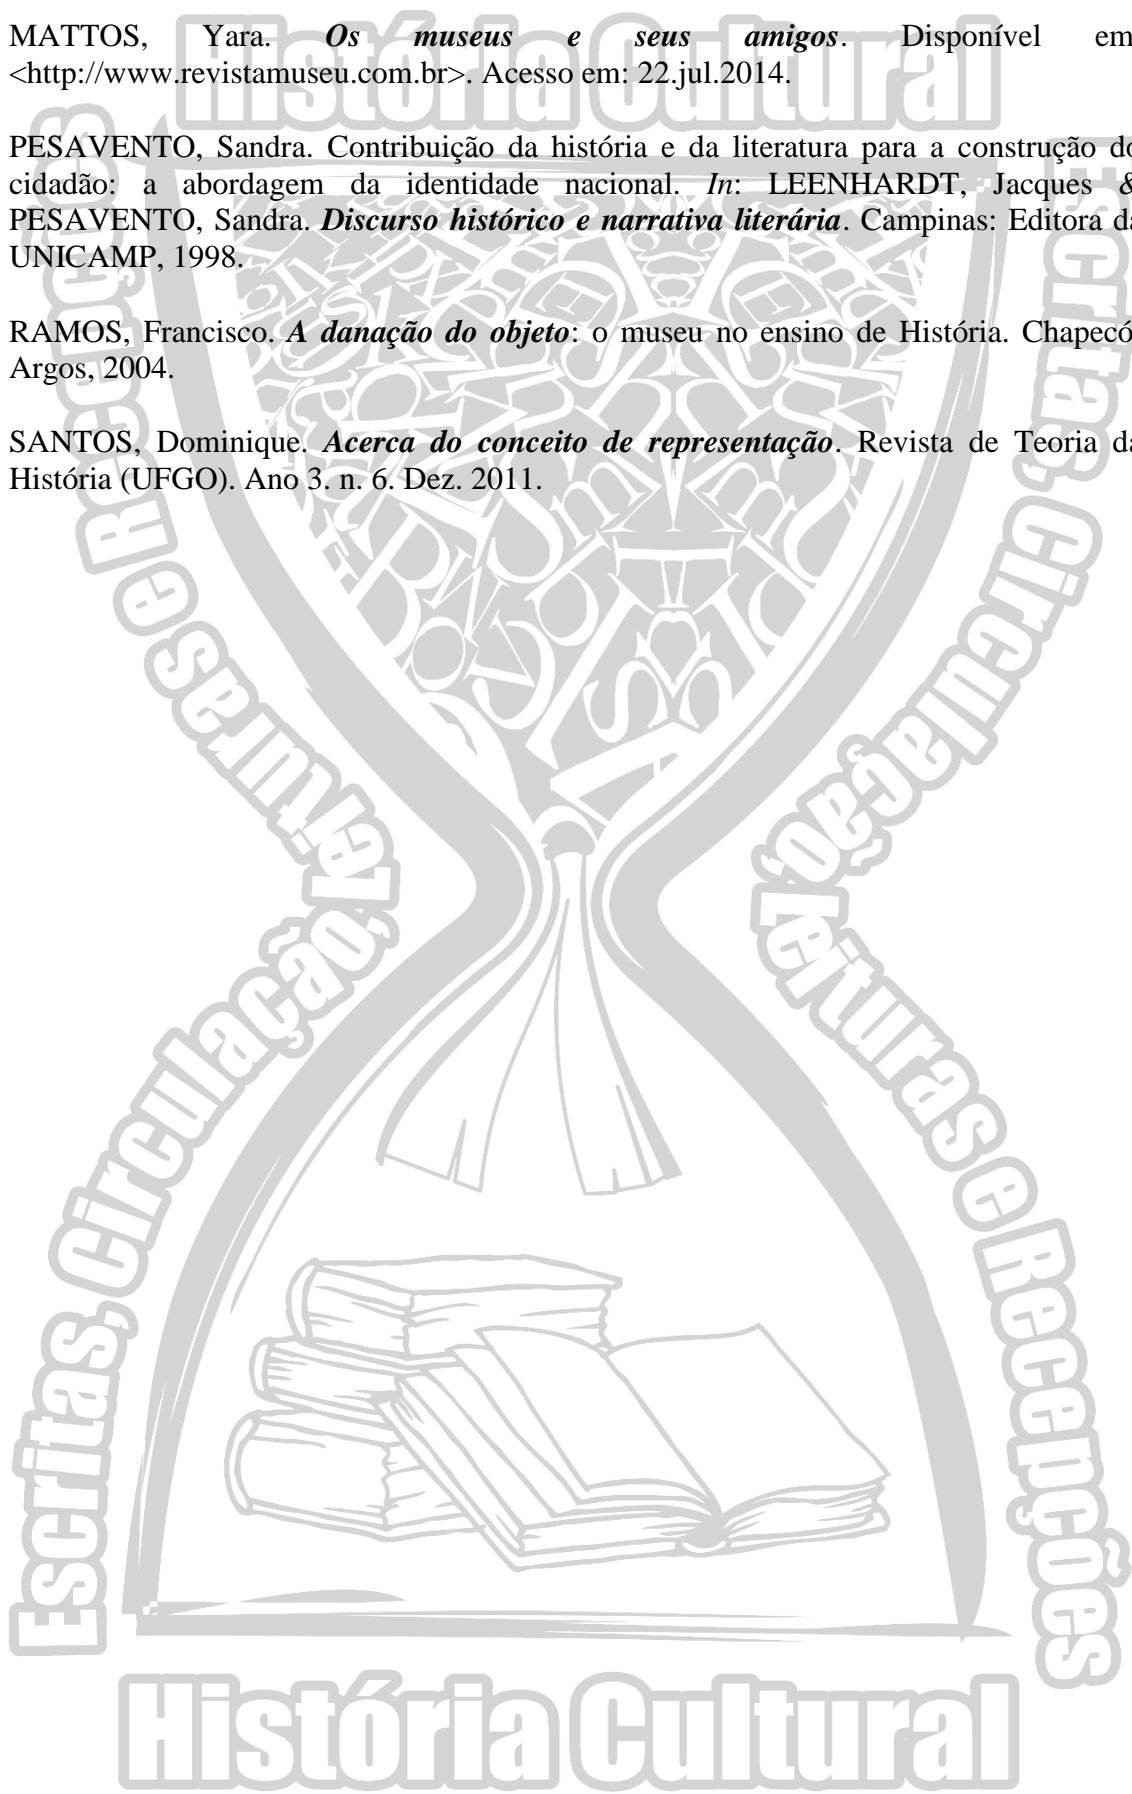 História Cultural
MATTOS, Yara. Os museus e seus amigos. Disponível em
<http://www.revistamuseu.com.br>. Acesso em: 22.jul.2014.
PESAVENTO, Sandra. Contribuição da história e da literatura para a construção do
cidadão: a abordagem da identidade nacional. In: LEENHARDT, Jacques &
PESAVENTO, Sandra. Discurso histórico e narrativa literária. Campinas: Editora da
UNICAMP, 1998.
RAMOS, Francisco. A danação do objeto: o museu no ensino de História. Chapecó
Argos, 2004.
SANTOS, Dominique. Acerca do conceito de representação. Revista de Teoria da
História (UFGO). Ano 3. n. 6. Dez. 2011.
Escritas, Circulação, Leituras e Recepções
Escritas, Circulação, Leituras e Recepções
História Cultural